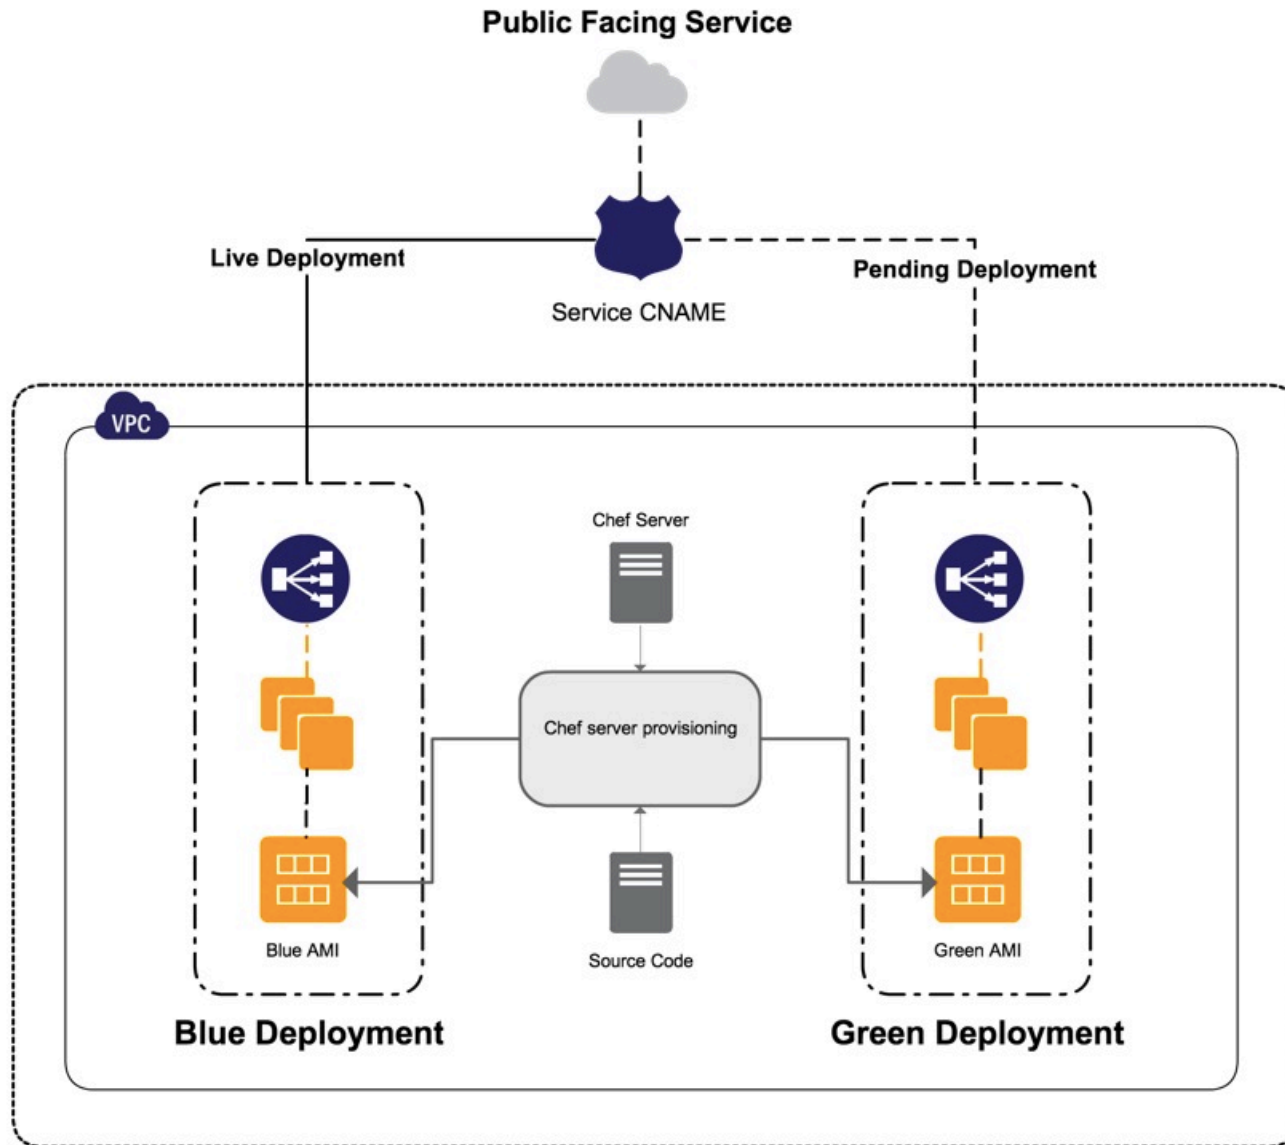 Public Facing Service
Live Deployment
Pending Deployment
Service CNAME
VPC
Chef Server
Chef server provisioning
Blue AMI
Source Code
Green AMI
Blue Deployment
Green Deployment